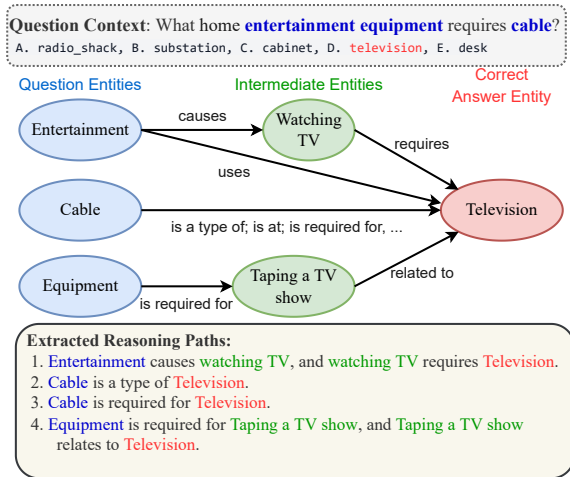 Question Context: What home entertainment equipment requires cable?
A. radio_shack, B. substation, C. cabinet, D. television, E. desk
Question Entities
Intermediate Entities
Correct
Answer Entity
Entertainment
causes
Watching
TV
requires
uses
Cable
is a type of; is at; is required for, ...
Television
Equipment
is required for
Taping a TV
show
related to
Extracted Reasoning Paths:
1. Entertainment causes watching TV, and watching TV requires Television.
2. Cable is a type of Television.
3. Cable is required for Television.
4. Equipment is required for Taping a TV show, and Taping a TV show
relates to Television.